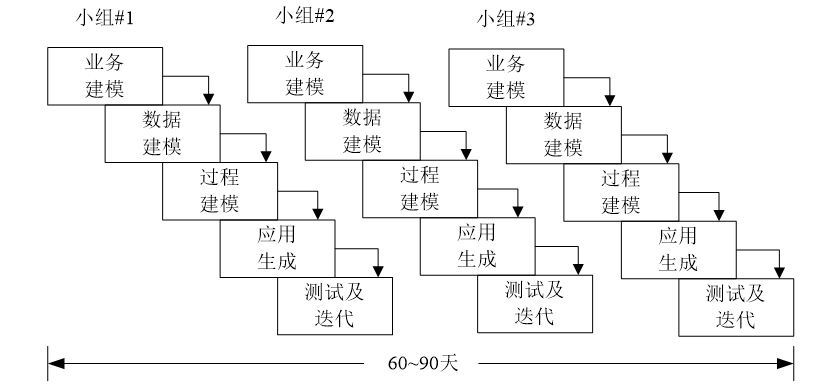 小组#1
小组#2
小组#3
业务
建模
业务
建模
业务
建模
数据
建模
数据
建模
数据
建模
过程
建模
过程
建模
过程
建模
应用
生成
应用
生成
应用
生成
测试及
迭代
测试及
迭代
测试及
迭代
60~90天